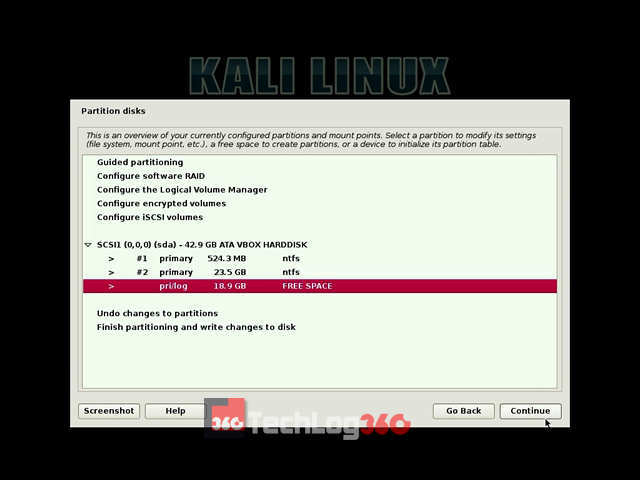 KALI LINUX
Partition disks
This is an overview of your currently configured partitions and mount points. Select a partition to modify its settings
(file system, mount point, etc.), a free space to create partitions, or a device to initialize its partition table.
Guided partitioning
Configure software RAID
Configure the Logical Volume Manager
Configure encrypted volumes
Configure iSCSI volumes
SCSI1 (0,0,0) (sda) - 42.9 GB ATA VBOX HARDDISK
> #1 primary 524.3 MB ntfs
> #2 primary 23.5 GB ntfs
> pri/log 18.9 GB FREE SPACE
Undo changes to partitions
Finish partitioning and write changes to disk
Screenshot Help Go Back Continue
360 TechLog360